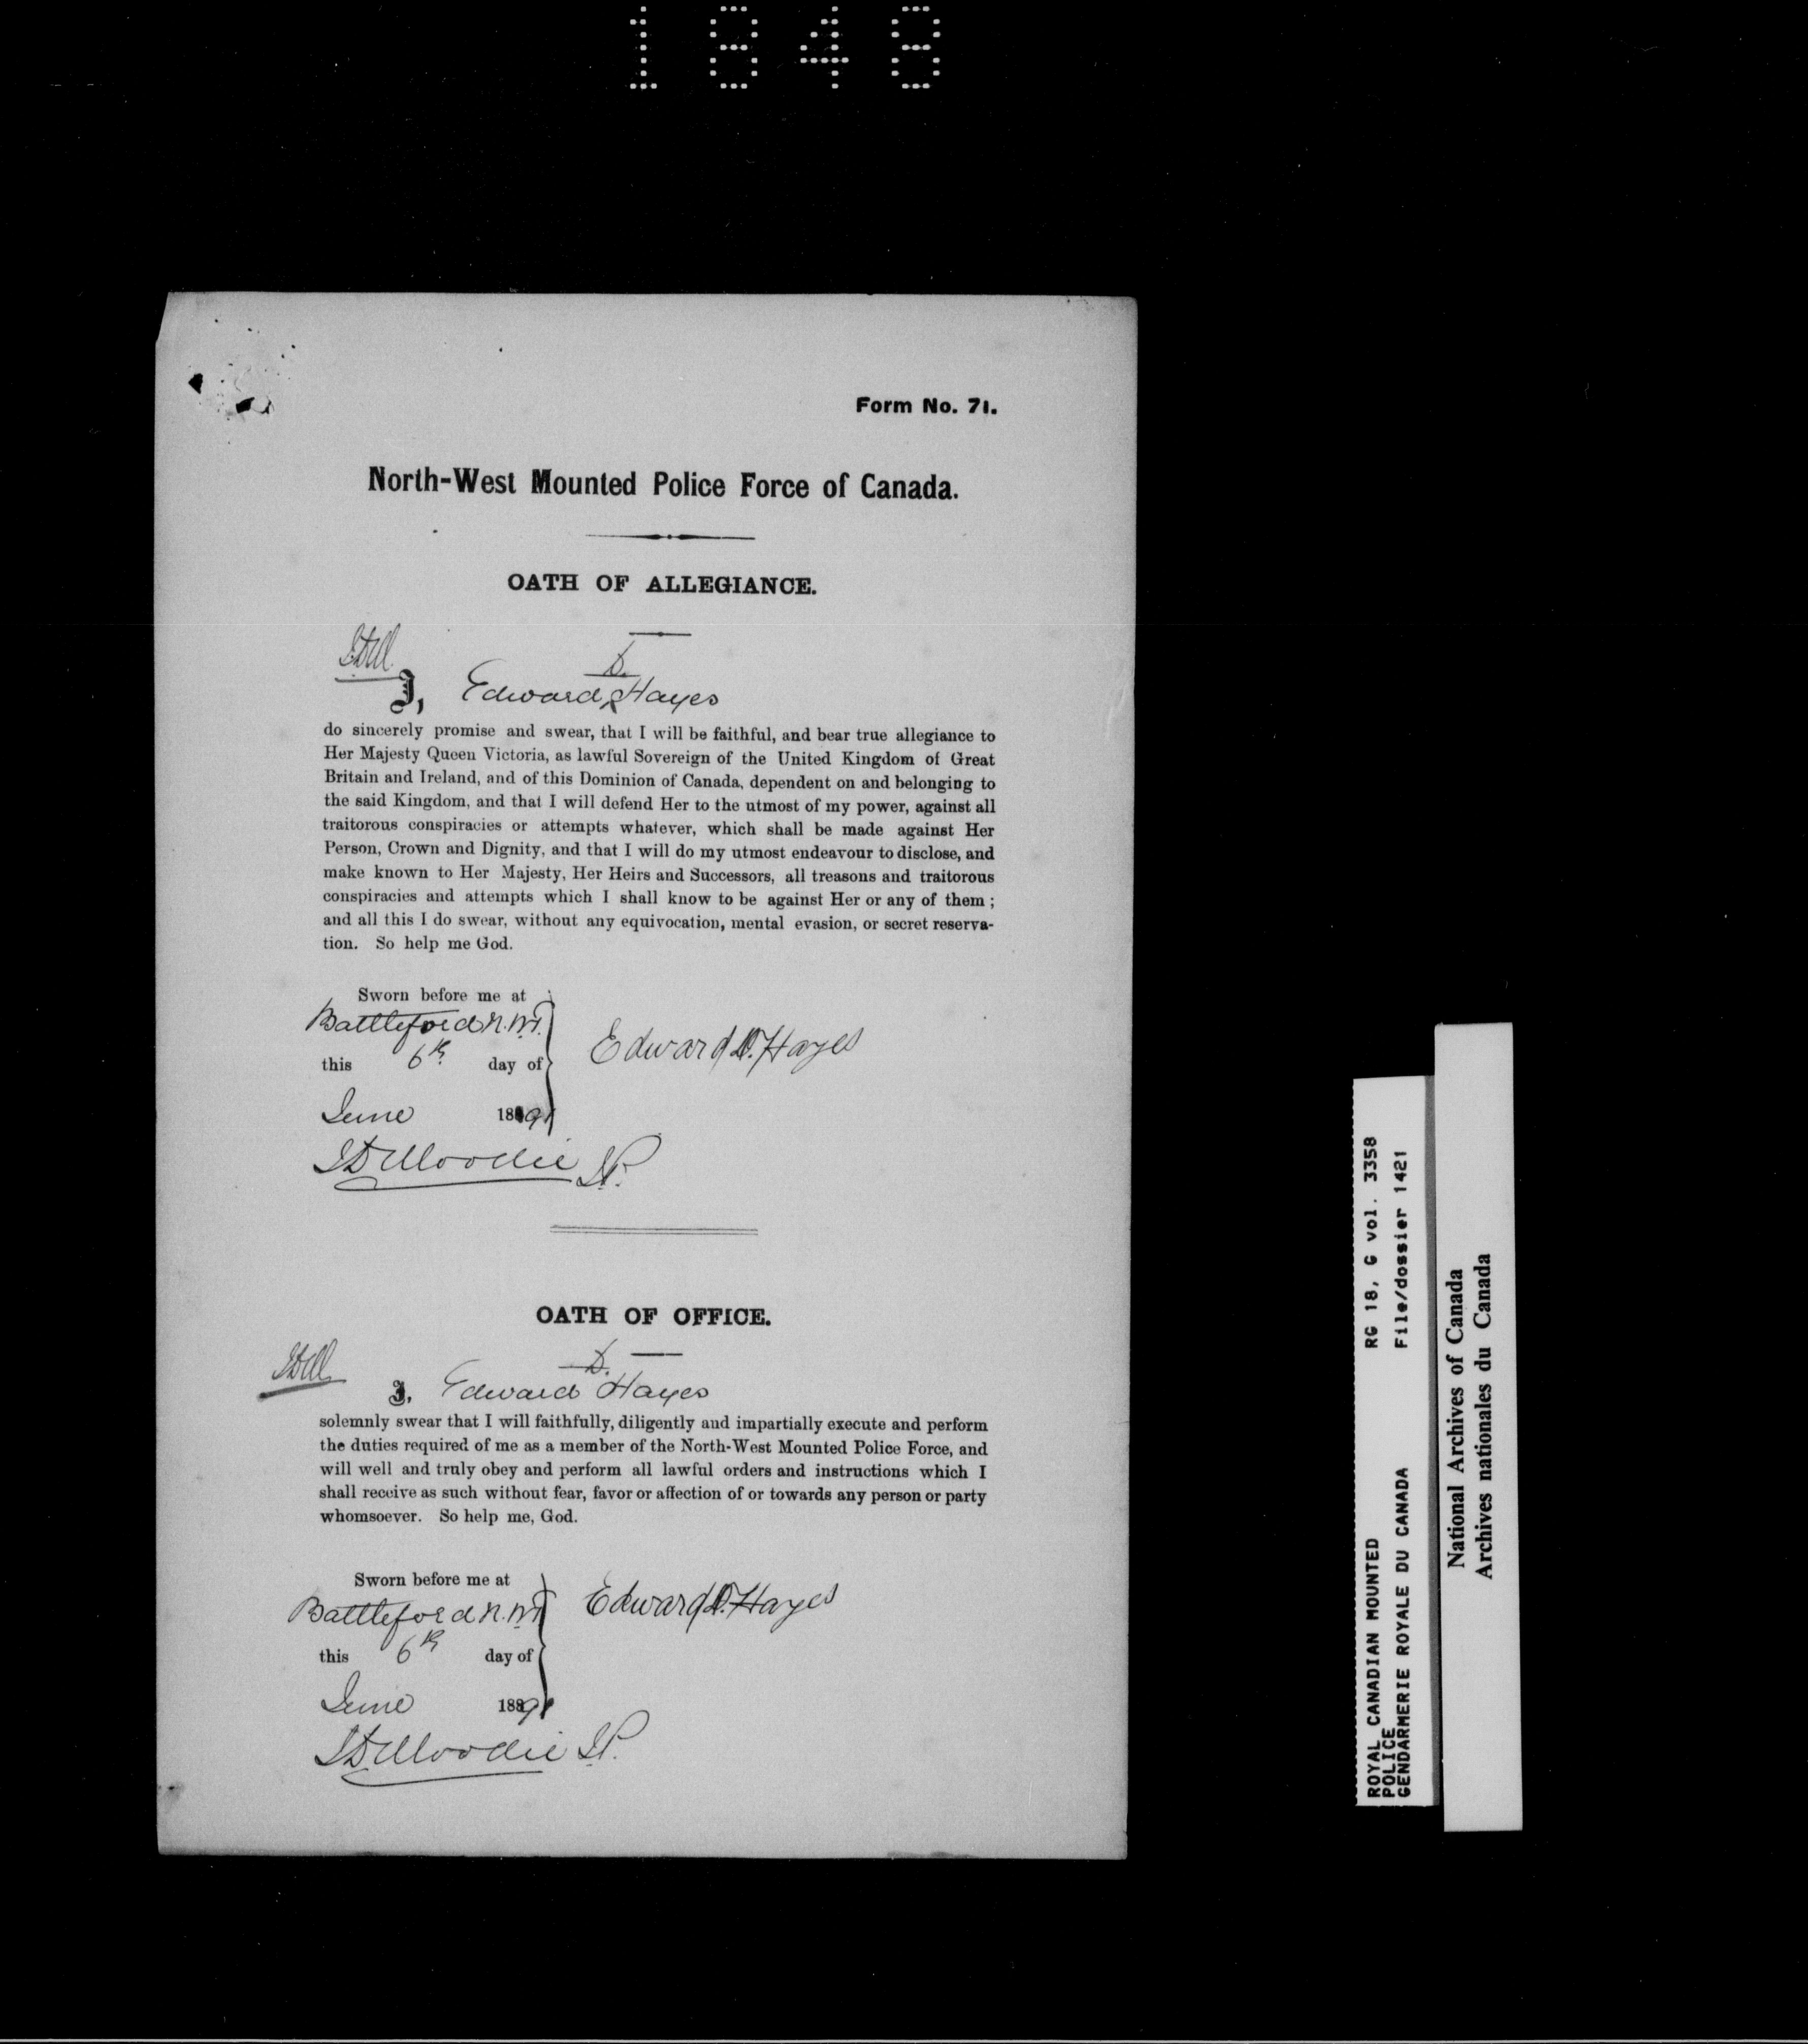 1848
Form No. 71.
North-West Mounted Police Force of Canada.
OATH OF ALLEGIANCE.
D.
I, Edward Hayes
do sincerely promise and swear, that I will be faithful, and bear true allegiance to
Her Majesty Queen Victoria, as lawful Sovereign of the United Kingdom of Great
Britain and Ireland, and of this Dominion of Canada, dependent on and belonging to
the said Kingdom, and that I will defend Her to the utmost of my power, against all
traitorous conspiracies or attempts whatever, which shall be made against Her
Person, Crown and Dignity, and that I will do my utmost endeavour to disclose, and
make known to Her Majesty, Her Heirs and Successors, all treasons and traitorous
conspiracies and attempts which I shall know to be against Her or any of them ;
and all this I do swear, without any equivocation, mental evasion, or secret reserva-
tion. So help me God.
Sworn before me at
Battleford N.W.T.
this 6th day of
Edward D. Hayes
June 18
JDMoodie J.P.
OATH OF OFFICE.
D.
I, Edward Hayes
solemnly swear that I will faithfully, diligently and impartially execute and perform
the duties required of me as a member of the North-West Mounted Police Force, and
will well and truly obey and perform all lawful orders and instructions which I
shall receive as such without fear, favor or affection of or towards any person or party
whomsoever. So help me, God.
Sworn before me at
Battleford N.W.T.
Edward D. Hayes
this 6th day of
June 18
JDMoodie J.P.
ROYAL CANADIAN MOUNTED RG 18, G vol. 3358
POLICE
GENDARMERIE ROYALE DU CANADA File/dossier 1421
National Archives of Canada
Archives nationales du Canada